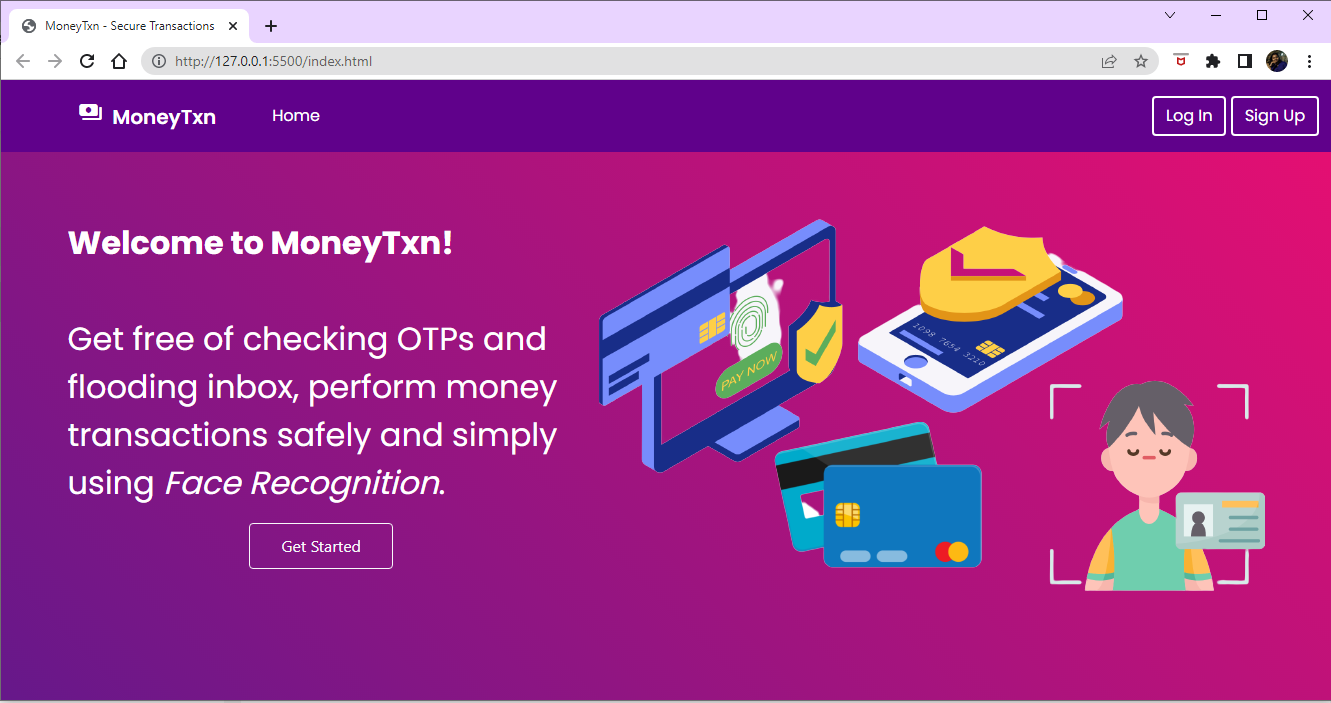 MoneyTxn - Secure Transactions
http://127.0.0.1:5500/index.html
MoneyTxn
Home
Log In
Sign Up
Welcome to MoneyTxn!
Get free of checking OTPs and
flooding inbox, perform money
transactions safely and simply
using Face Recognition.
Get Started
PAY NOW
1098 7654 3210